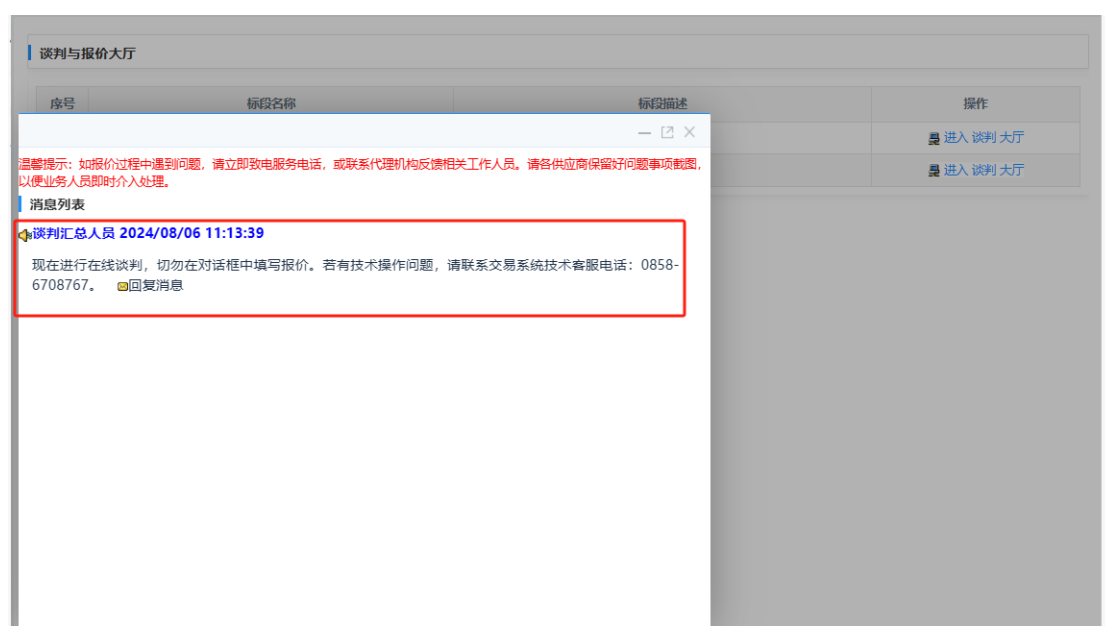 谈判与报价大厅
序号 标段名称 标段描述 操作
进入 谈判 大厅
温馨提示：如报价过程中遇到问题，请立即致电服务电话，或联系代理机构反馈相关工作人员。请各供应商保留好问题事项截图，
以便业务人员即时介入处理。
进入 谈判 大厅
消息列表
谈判汇总人员 2024/08/06 11:13:39
现在进行在线谈判，切勿在对话框中填写报价。若有技术操作问题，请联系交易系统技术客服电话：0858-
6708767。 回复消息